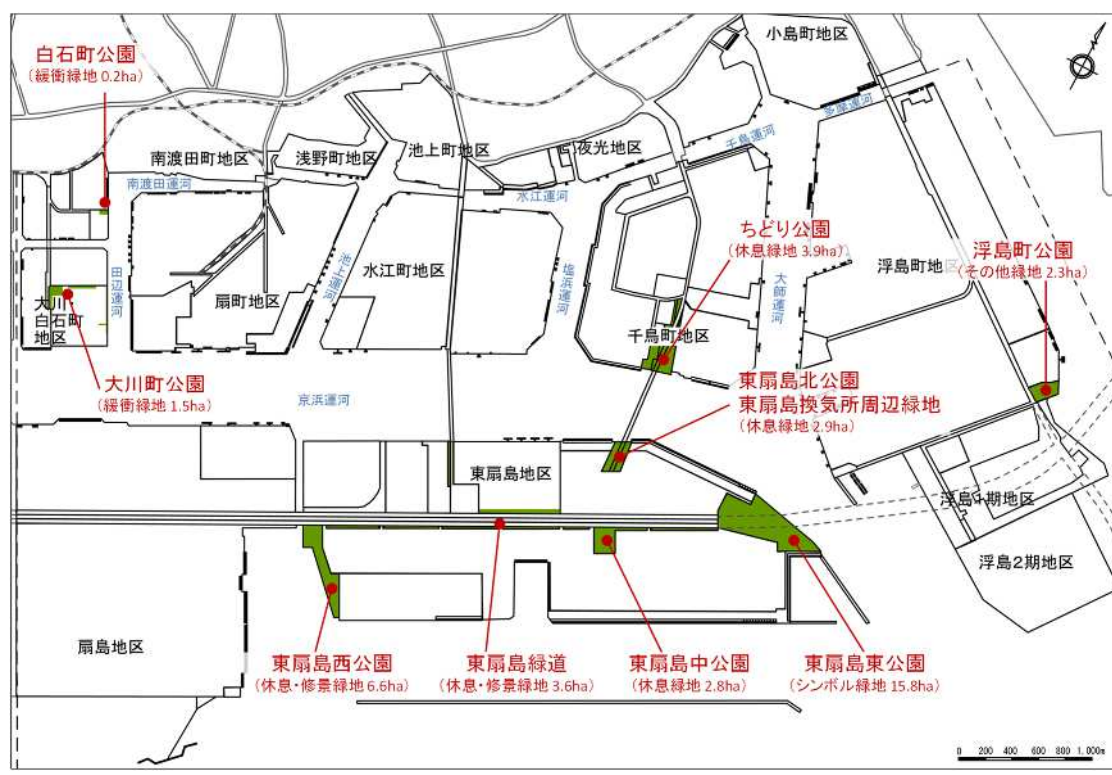 小島町地区
白石町公園
(緩衝緑地 0.2ha)
多摩運河
千鳥運河
南渡田町地区
浅野町地区
池上町地区
夜光地区
南渡田運河
水江運河
ちどり公園
(休息緑地 3.9ha)
浮島町公園
(その他緑地 2.3ha)
田辺運河
扇町地区
池上運河
水江町地区
塩浜運河
大師運河
浮島町地区
大川
白石町
地区
千鳥町地区
大川町公園
(緩衝緑地 1.5ha)
京浜運河
東扇島北公園
東扇島換気所周辺緑地
(休息緑地 2.9ha)
東扇島地区
浮島1期地区
浮島2期地区
扇島地区
東扇島西公園
(休息・修景緑地 6.6ha)
東扇島緑道
(休息・修景緑地 3.6ha)
東扇島中公園
(休息緑地 2.8ha)
東扇島東公園
(シンボル緑地 15.8ha)
0 200 400 600 800 1,000m